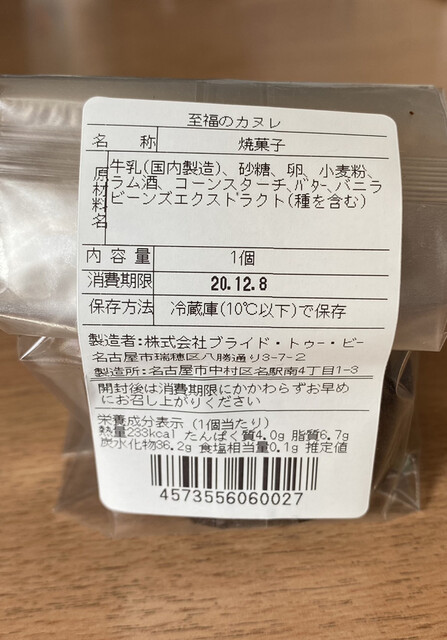 至福のカヌレ
名称 焼菓子
原材料名 牛乳(国内製造)、砂糖、卵、小麦粉、
ラム酒、コーンスターチ、バター、バニラ
ビーンズエクストラクト(種を含む)
内容量 1個
消費期限 20.12.8
保存方法 冷蔵庫(10℃以下)で保存
製造者:株式会社ブライド・トゥー・ビー
名古屋市瑞穂区八勝通り3-7-2
製造所:名古屋市中村区名駅南4丁目1-3
開封後は消費期限にかかわらずお早め
にお召し上がりください
栄養成分表示(1個当たり)
熱量233kcal たんぱく質4.0g 脂質6.7g
炭水化物36.2g 食塩相当量0.1g 推定値
4573556060027